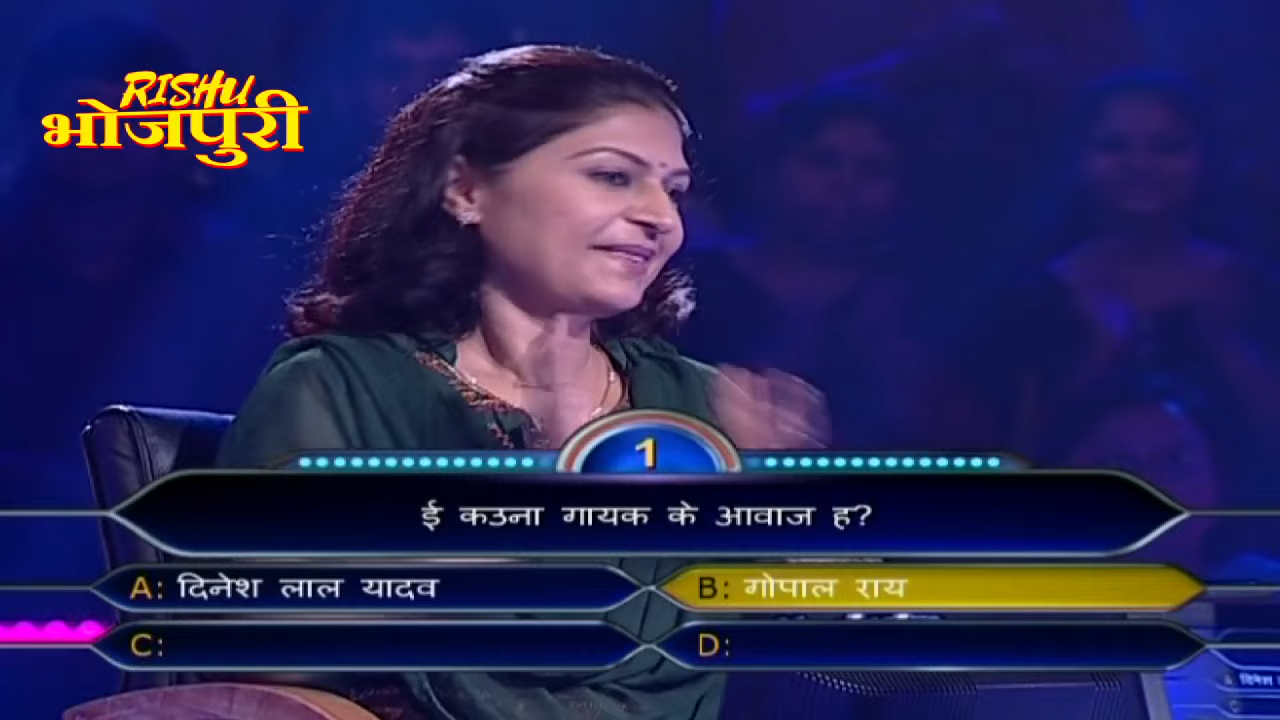 RISHU
भोजपुरी
1
ई कउना गायक के आवाज ह?
A: दिनेश लाल यादव
B: गोपाल राय
C:
D: